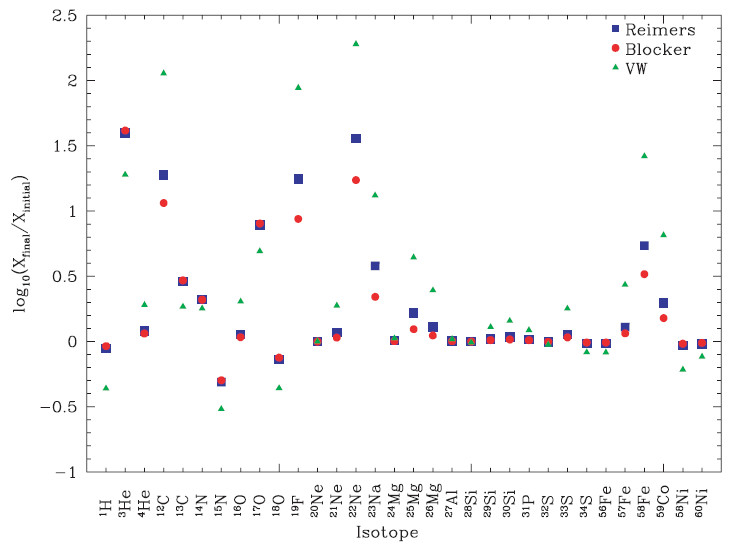 2.5
2
1.5
1
0.5
0
−0.5
−1
log₁₀(X_final/X_initial)
Reimers
Blocker
VW
¹H
³He
⁴He
¹²C
¹³C
¹⁴N
¹⁵N
¹⁶O
¹⁷O
¹⁸O
¹⁹F
²⁰Ne
²¹Ne
²²Ne
²³Na
²⁴Mg
²⁵Mg
²⁶Mg
²⁷Al
²⁸Si
²⁹Si
³⁰Si
³¹P
³²S
³³S
³⁴S
⁵⁶Fe
⁵⁷Fe
⁵⁸Fe
⁵⁹Co
⁵⁸Ni
⁶⁰Ni
Isotope